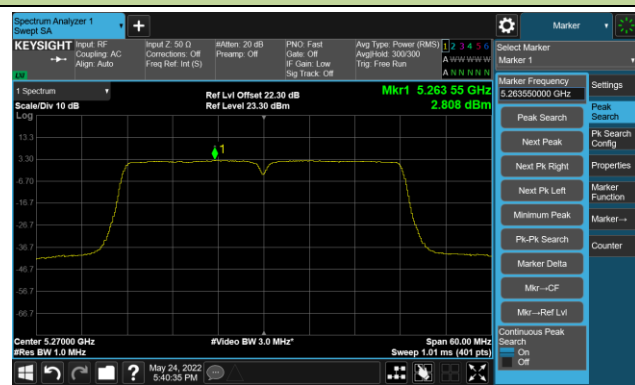 Spectrum Analyzer 1
Swept SA
+
Marker
KEYSIGHT
Input: RF
Coupling: AC
Align: Auto
Input Z: 50 Ω
Corrections: Off
Freq Ref: Int (S)
#Atten: 20 dB
Preamp: Off
PNO: Fast
Gate: Off
IF Gain: Low
Sig Track: Off
Avg Type: Power (RMS)
Avg|Hold: 300/300
Trig: Free Run
1 2 3 4 5 6
A W W W W W
A N N N N N
LW
Select Marker
Marker 1
1 Spectrum
Scale/Div 10 dB
Log
Ref Lvl Offset 22.30 dB
Ref Level 23.30 dBm
Mkr1 5.263 55 GHz
2.808 dBm
13.3
3.30
-6.70
-16.7
-26.7
-36.7
-46.7
-56.7
-66.7
1
Center 5.27000 GHz
#Res BW 1.0 MHz
#Video BW 3.0 MHz*
Span 60.00 MHz
Sweep 1.01 ms (401 pts)
Marker Frequency
5.263550000 GHz
Peak Search
Next Peak
Next Pk Right
Next Pk Left
Minimum Peak
Pk-Pk Search
Marker Delta
Mkr→CF
Mkr→Ref Lvl
Continuous Peak
Search
On
Off
Settings
Peak
Search
Pk Search
Config
Properties
Marker
Function
Marker→
Counter
?
May 24, 2022
5:40:35 PM